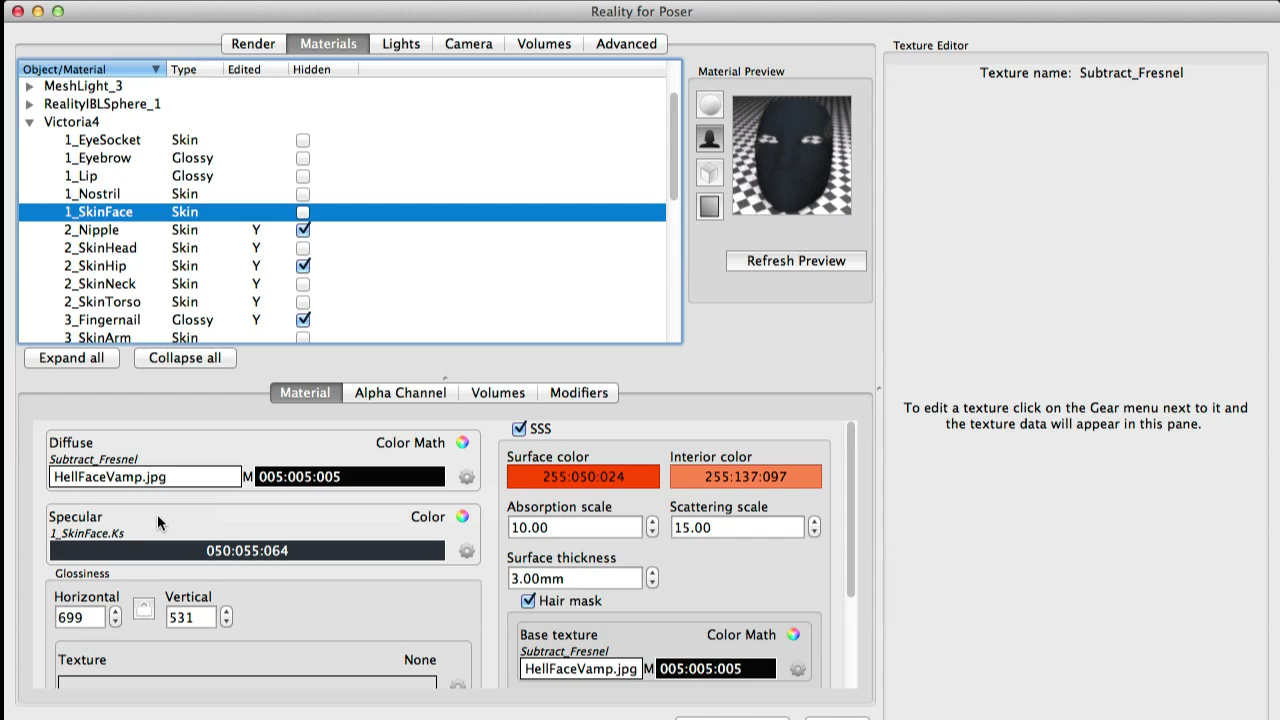 Reality for Poser
Render Materials Lights Camera Volumes Advanced
Object/Material Type Edited Hidden
MeshLight_3
RealityIBLSphere_1
Victoria4
1_EyeSocket Skin
1_Eyebrow Glossy
1_Lip Glossy
1_Nostril Skin
1_SkinFace Skin
2_Nipple Skin Y
2_SkinHead Skin Y
2_SkinHip Skin Y
2_SkinNeck Skin Y
2_SkinTorso Skin Y
3_Fingernail Glossy Y
3_SkinArm Skin
Expand all Collapse all
Material Preview
Refresh Preview
Material Alpha Channel Volumes Modifiers
Diffuse Color Math
Subtract_Fresnel
HellFaceVamp.jpg M 005:005:005
Specular Color
1_SkinFace.Ks
050:055:064
Glossiness
Horizontal Vertical
699 531
Texture None
SSS
Surface color Interior color
255:050:024 255:137:097
Absorption scale Scattering scale
10.00 15.00
Surface thickness
3.00mm
Hair mask
Base texture Color Math
Subtract_Fresnel
HellFaceVamp.jpg M 005:005:005
Texture Editor
Texture name: Subtract_Fresnel
To edit a texture click on the Gear menu next to it and
the texture data will appear in this pane.